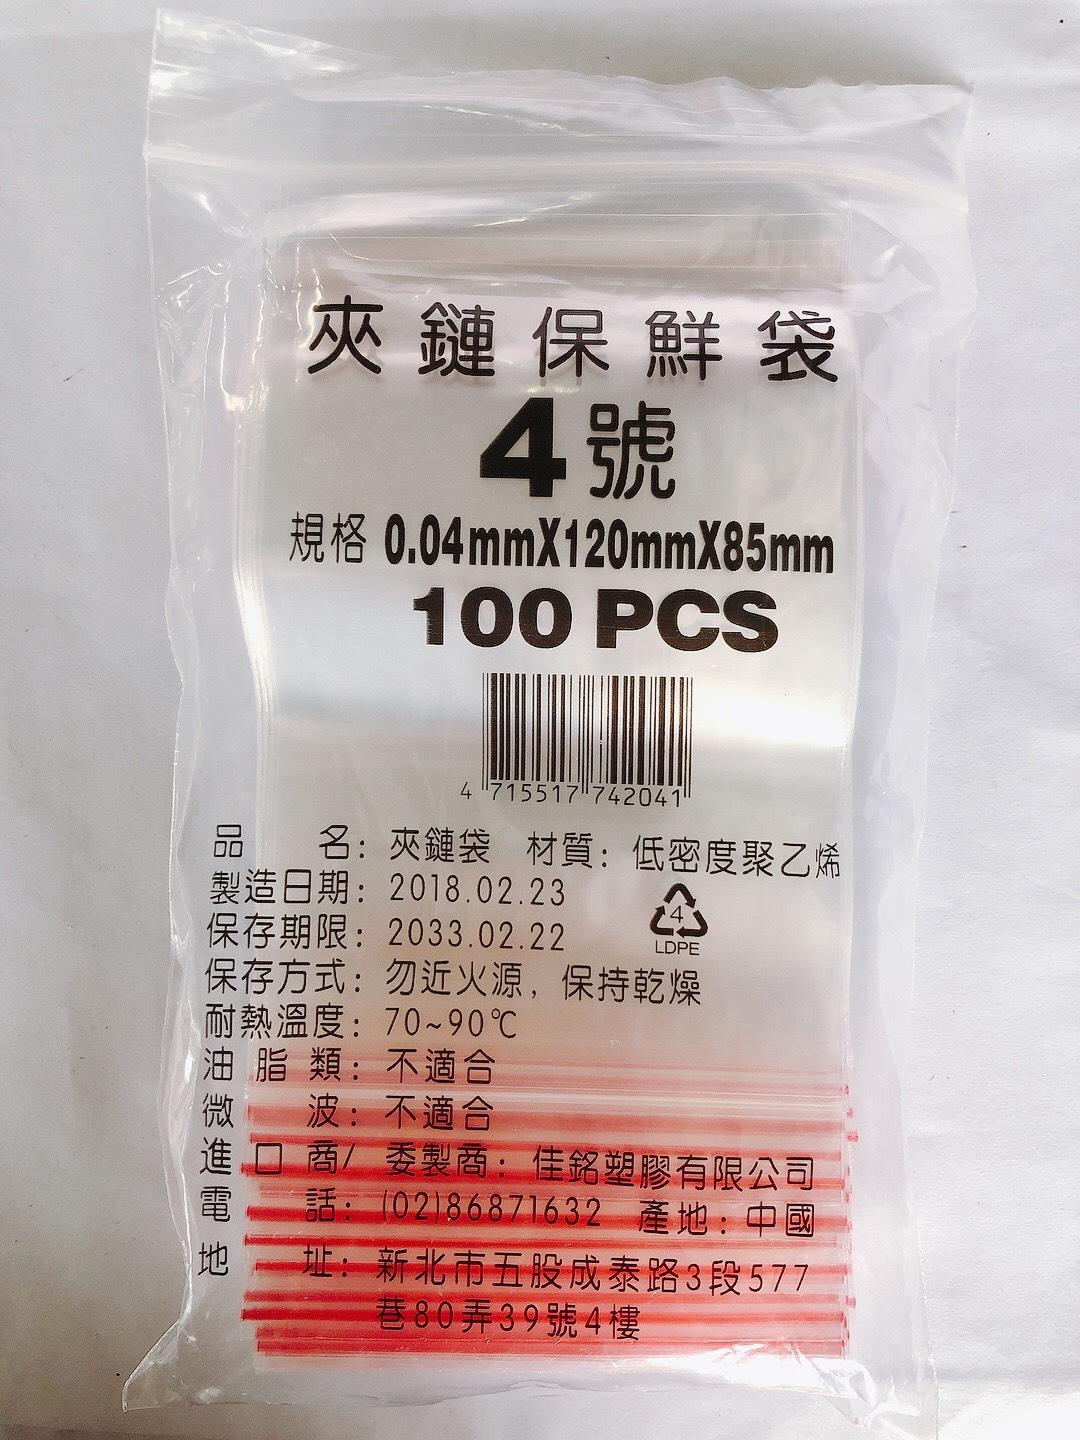 夾鏈保鮮袋
4號
規格 0.04mmX120mmX85mm
100 PCS
4 715517 742041
品名：夾鏈袋 材質：低密度聚乙烯
製造日期：2018.02.23
4
LDPE
保存期限：2033.02.22
保存方式：勿近火源，保持乾燥
耐熱溫度：70~90℃
油脂類：不適合
微波：不適合
進口商/委製商：佳銘塑膠有限公司
電話：(02)86871632 產地：中國
地址：新北市五股成泰路3段577
巷80弄39號4樓